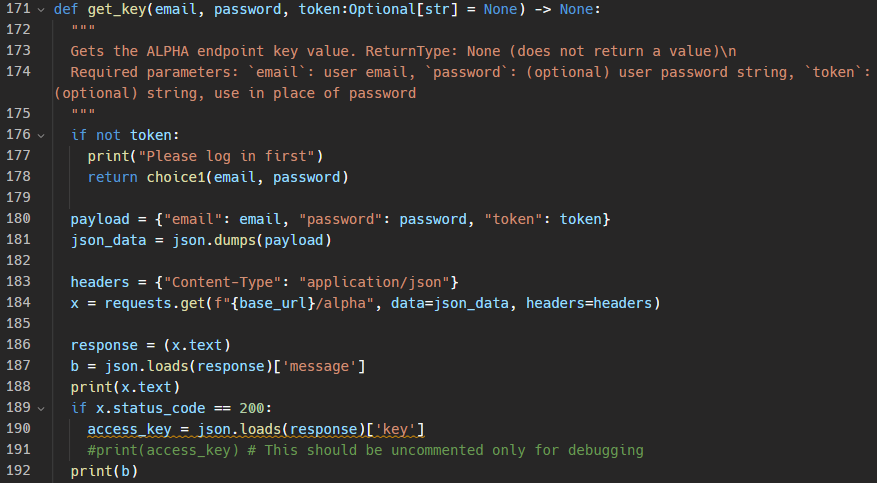 171 def get_key(email, password, token:Optional[str] = None) -> None:
172 """
173 Gets the ALPHA endpoint key value. ReturnType: None (does not return a value)\n
174 Required parameters: `email`: user email, `password`: (optional) user password string, `token`:
(optional) string, use in place of password
175 """
176 if not token:
177 print("Please log in first")
178 return choice1(email, password)
179
180 payload = {"email": email, "password": password, "token": token}
181 json_data = json.dumps(payload)
182
183 headers = {"Content-Type": "application/json"}
184 x = requests.get(f"{base_url}/alpha", data=json_data, headers=headers)
185
186 response = (x.text)
187 b = json.loads(response)['message']
188 print(x.text)
189 if x.status_code == 200:
190 access_key = json.loads(response)['key']
191 #print(access_key) # This should be uncommented only for debugging
192 print(b)